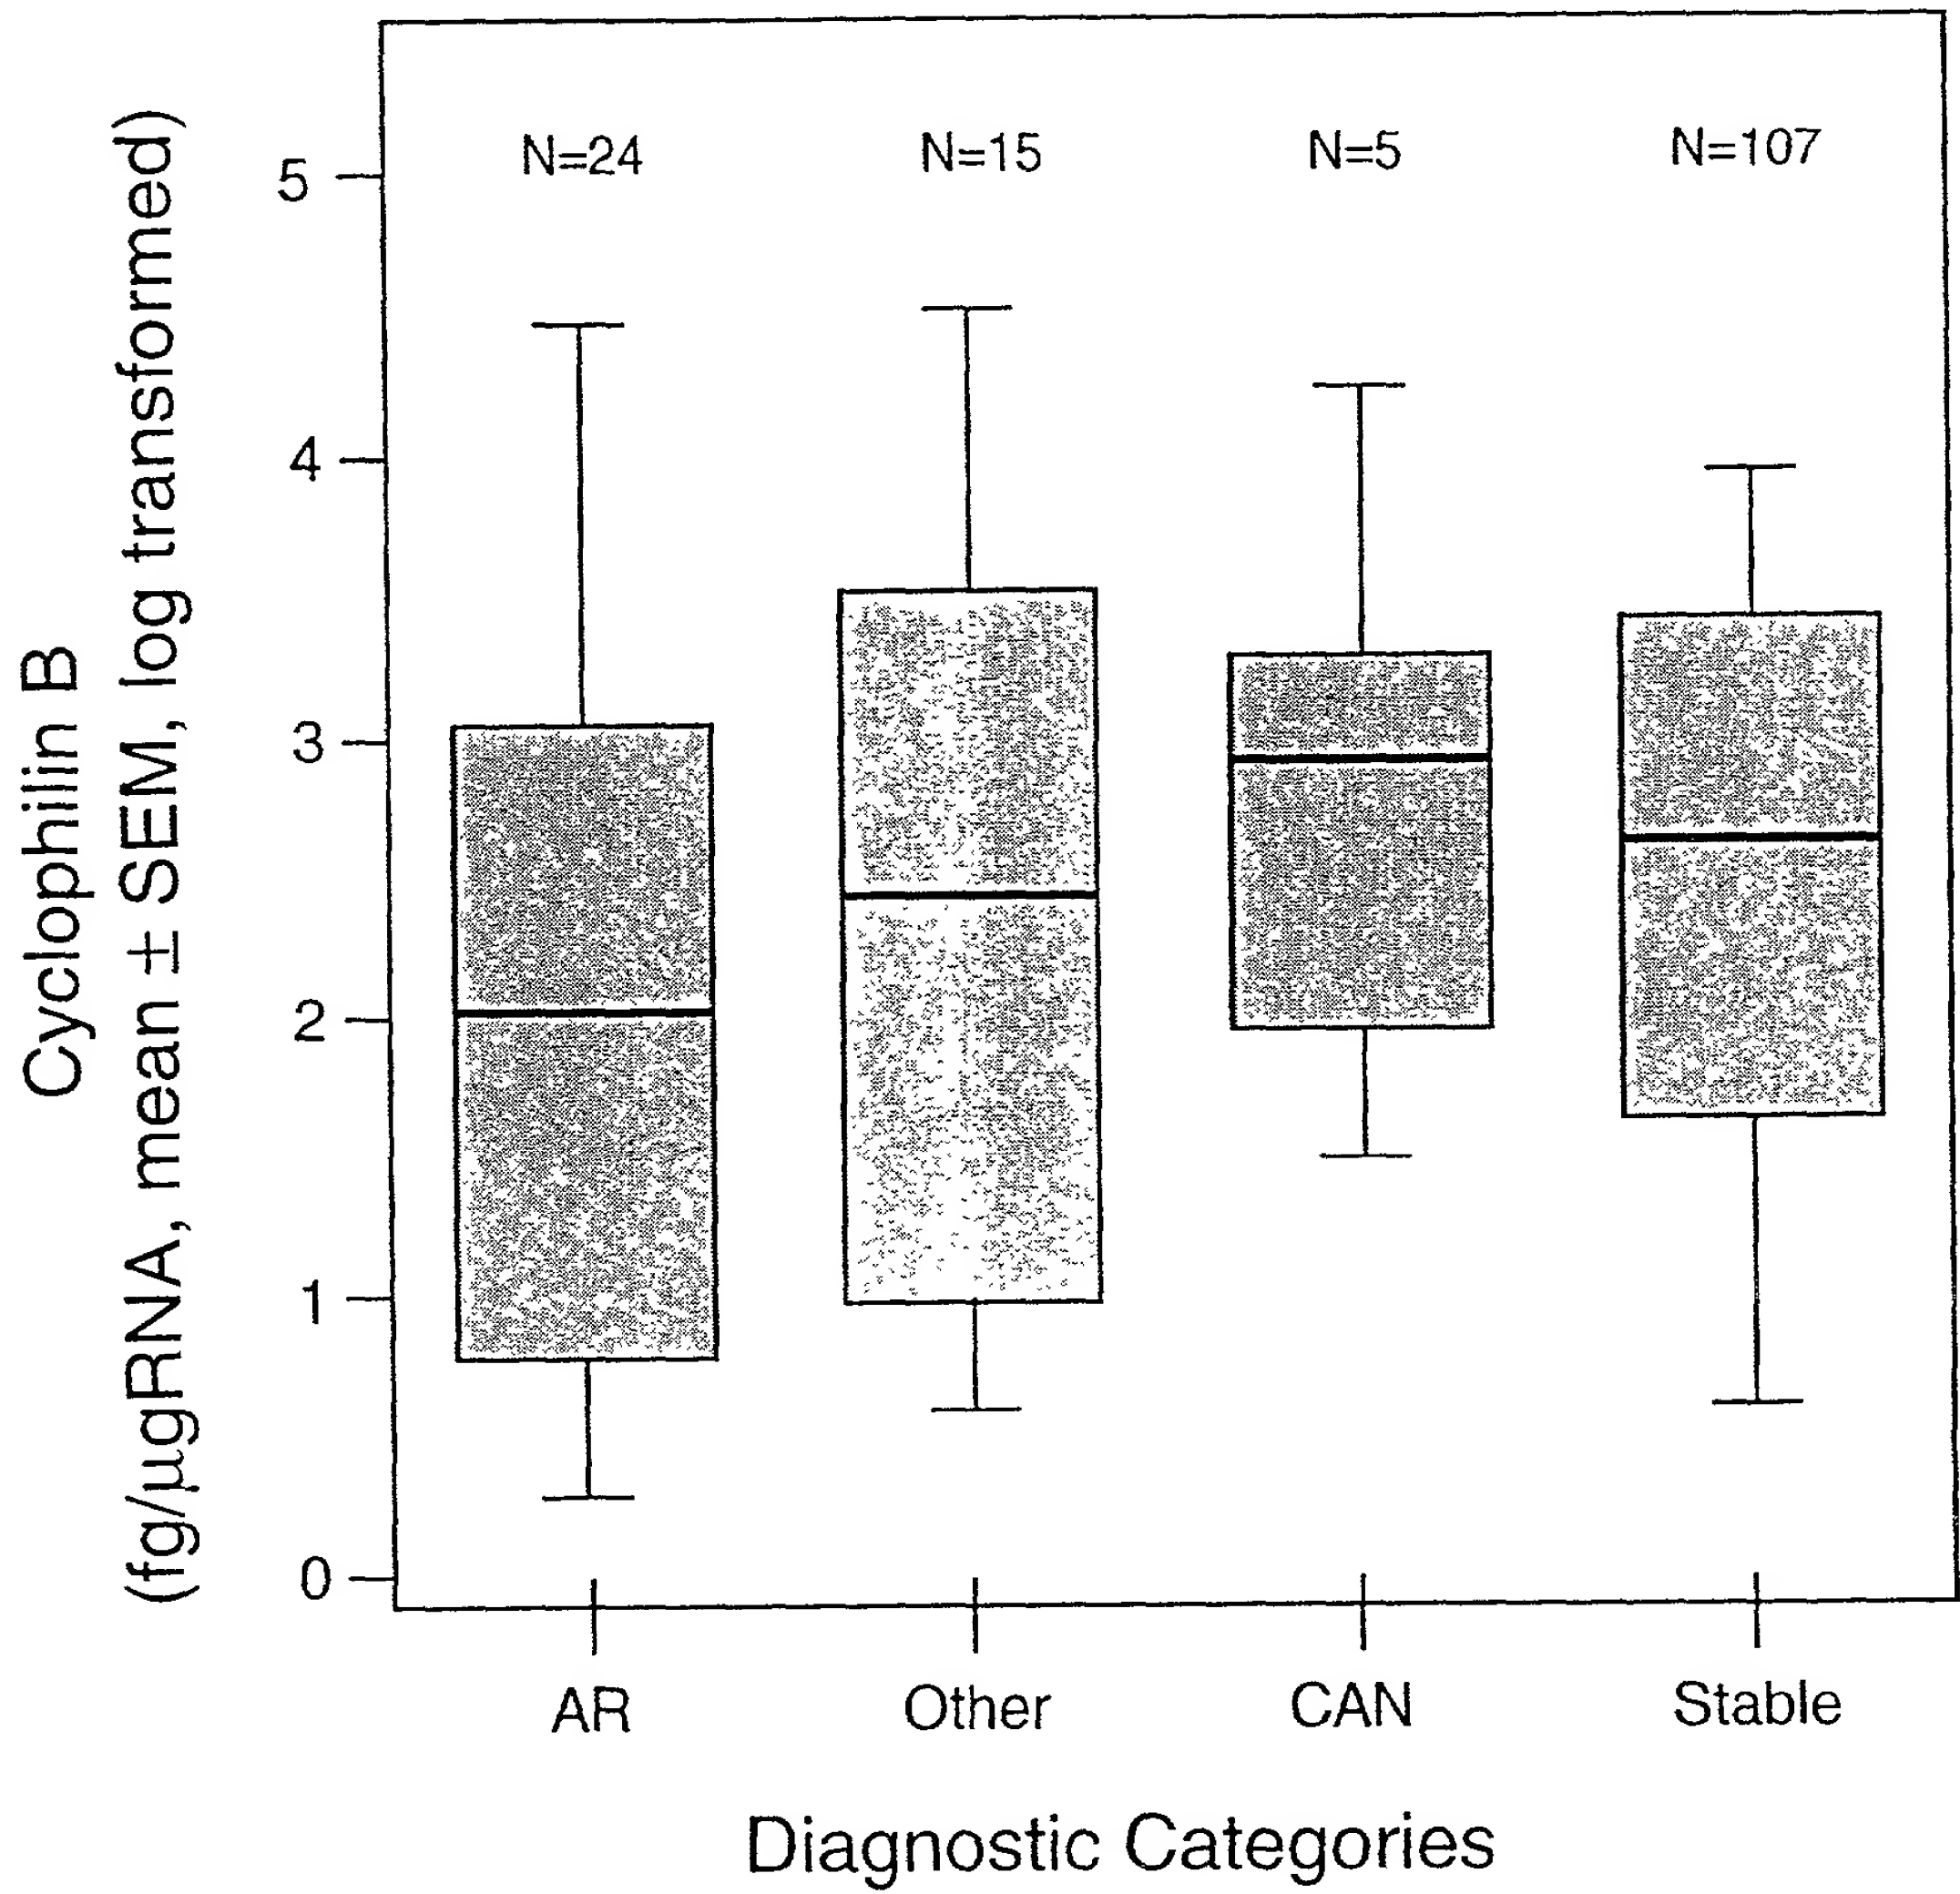 Cyclophilin B
(fg/μgRNA, mean ± SEM, log transformed)
N=24
N=15
N=5
N=107
5
4
3
2
1
0
AR
Other
CAN
Stable
Diagnostic Categories